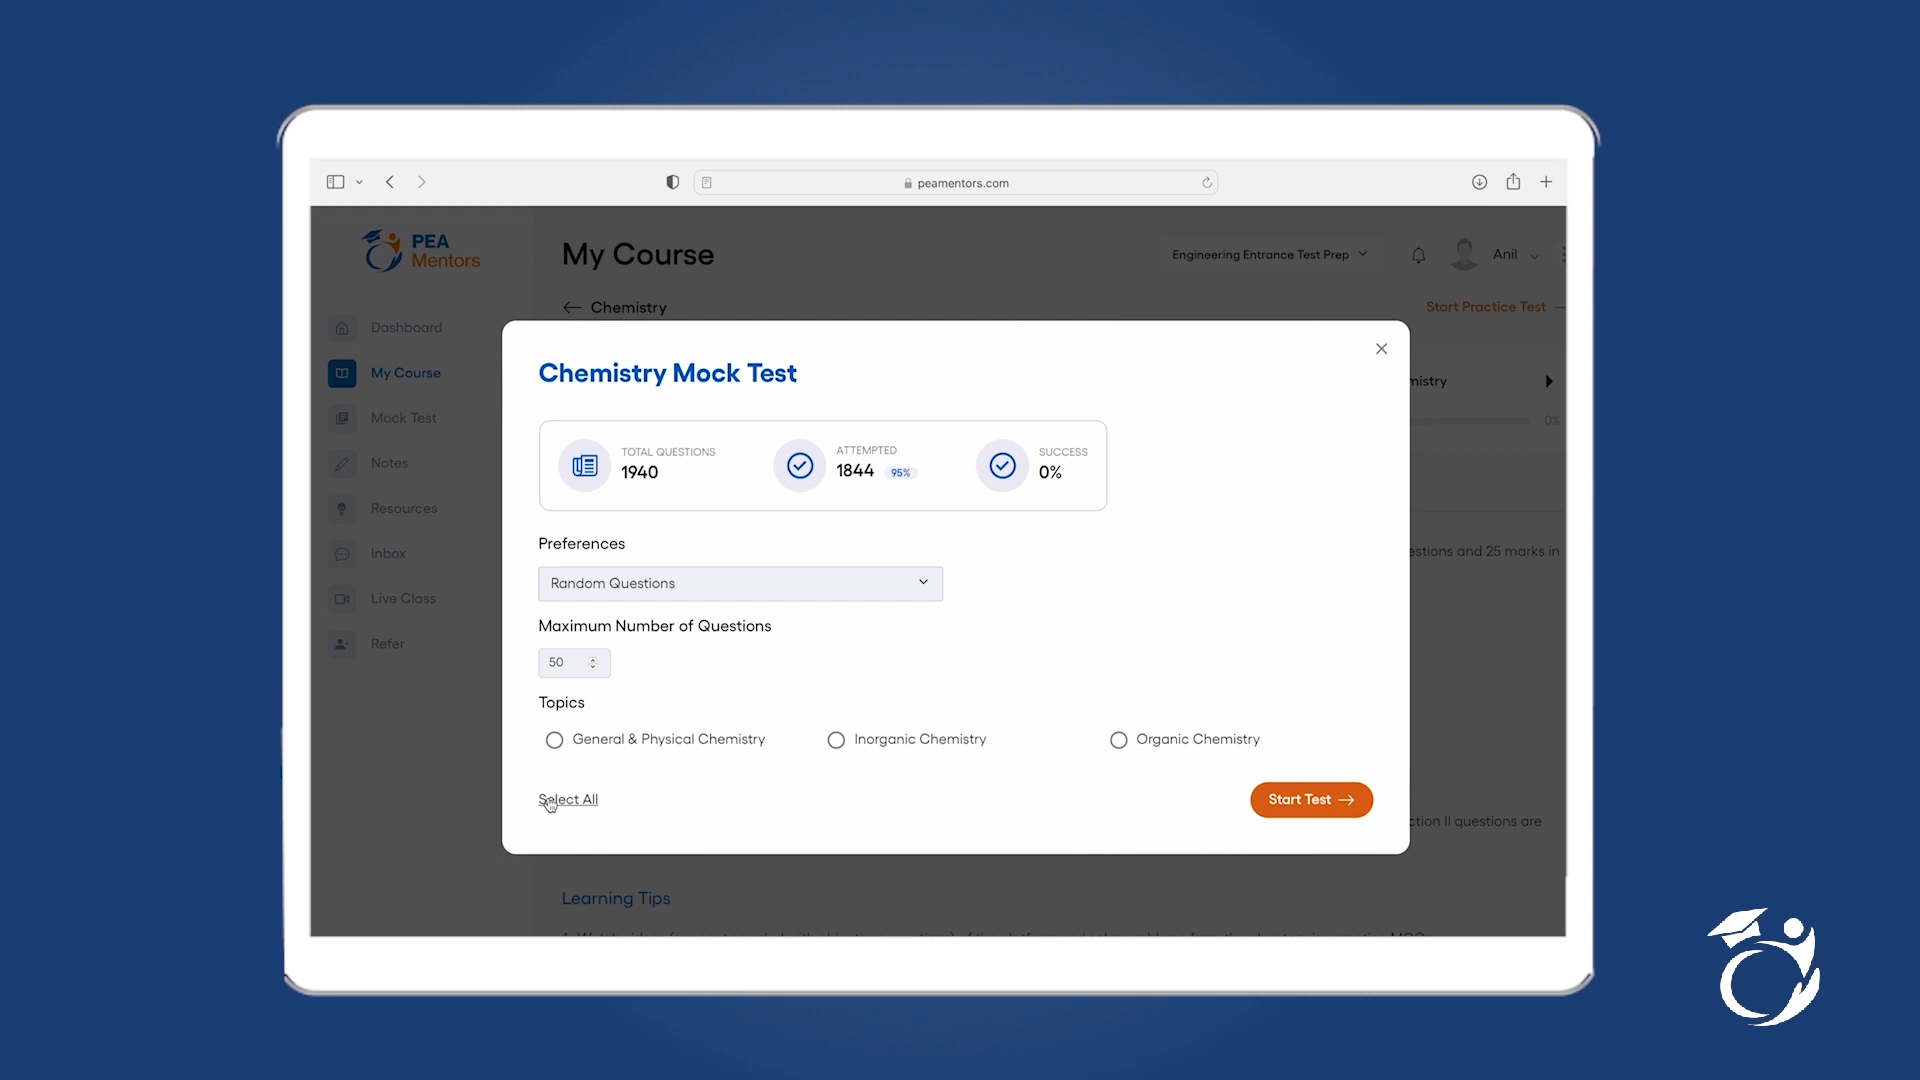 peamentors.com
PEA
Mentors
My Course
Engineering Entrance Test Prep
Anil
Chemistry
Start Practice Test
Dashboard
My Course
Mock Test
Notes
Resources
Inbox
Live Class
Refer
Chemistry Mock Test
mistry
0%
TOTAL QUESTIONS
1940
ATTEMPTED
1844 95%
SUCCESS
0%
Preferences
estions and 25 marks in
Random Questions
Maximum Number of Questions
50
Topics
General & Physical Chemistry
Inorganic Chemistry
Organic Chemistry
Select All
Start Test
ction II questions are
Learning Tips